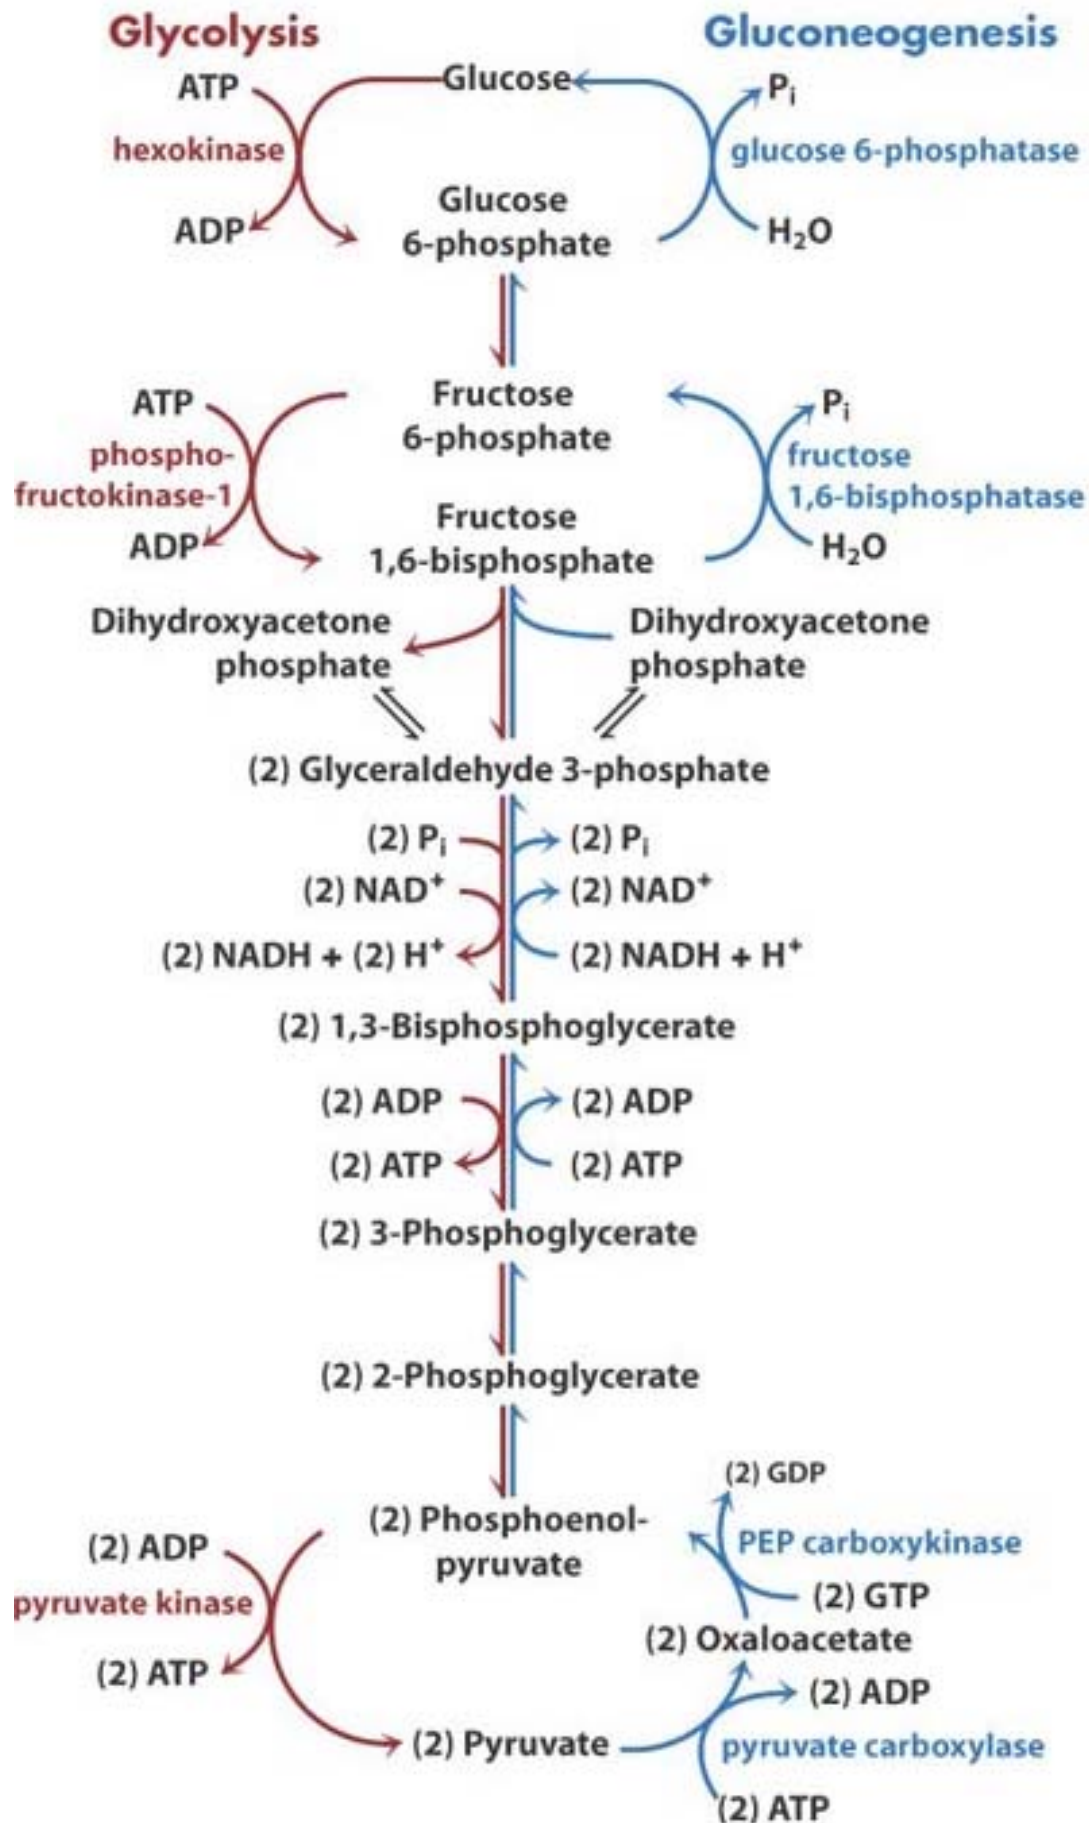 Glycolysis
Gluconeogenesis
ATP
Glucose
Pi
hexokinase
glucose 6-phosphatase
Glucose
6-phosphate
ADP
H2O
ATP
Fructose
6-phosphate
Pi
phospho-
fructokinase-1
fructose
1,6-bisphosphatase
Fructose
1,6-bisphosphate
ADP
H2O
Dihydroxyacetone
phosphate
Dihydroxyacetone
phosphate
(2) Glyceraldehyde 3-phosphate
(2) Pi
(2) Pi
(2) NAD+
(2) NAD+
(2) NADH + (2) H+
(2) NADH + H+
(2) 1,3-Bisphosphoglycerate
(2) ADP
(2) ADP
(2) ATP
(2) ATP
(2) 3-Phosphoglycerate
(2) 2-Phosphoglycerate
(2) GDP
(2) Phosphoenol-
pyruvate
(2) ADP
PEP carboxykinase
pyruvate kinase
(2) GTP
(2) Oxaloacetate
(2) ATP
(2) ADP
(2) Pyruvate
pyruvate carboxylase
(2) ATP